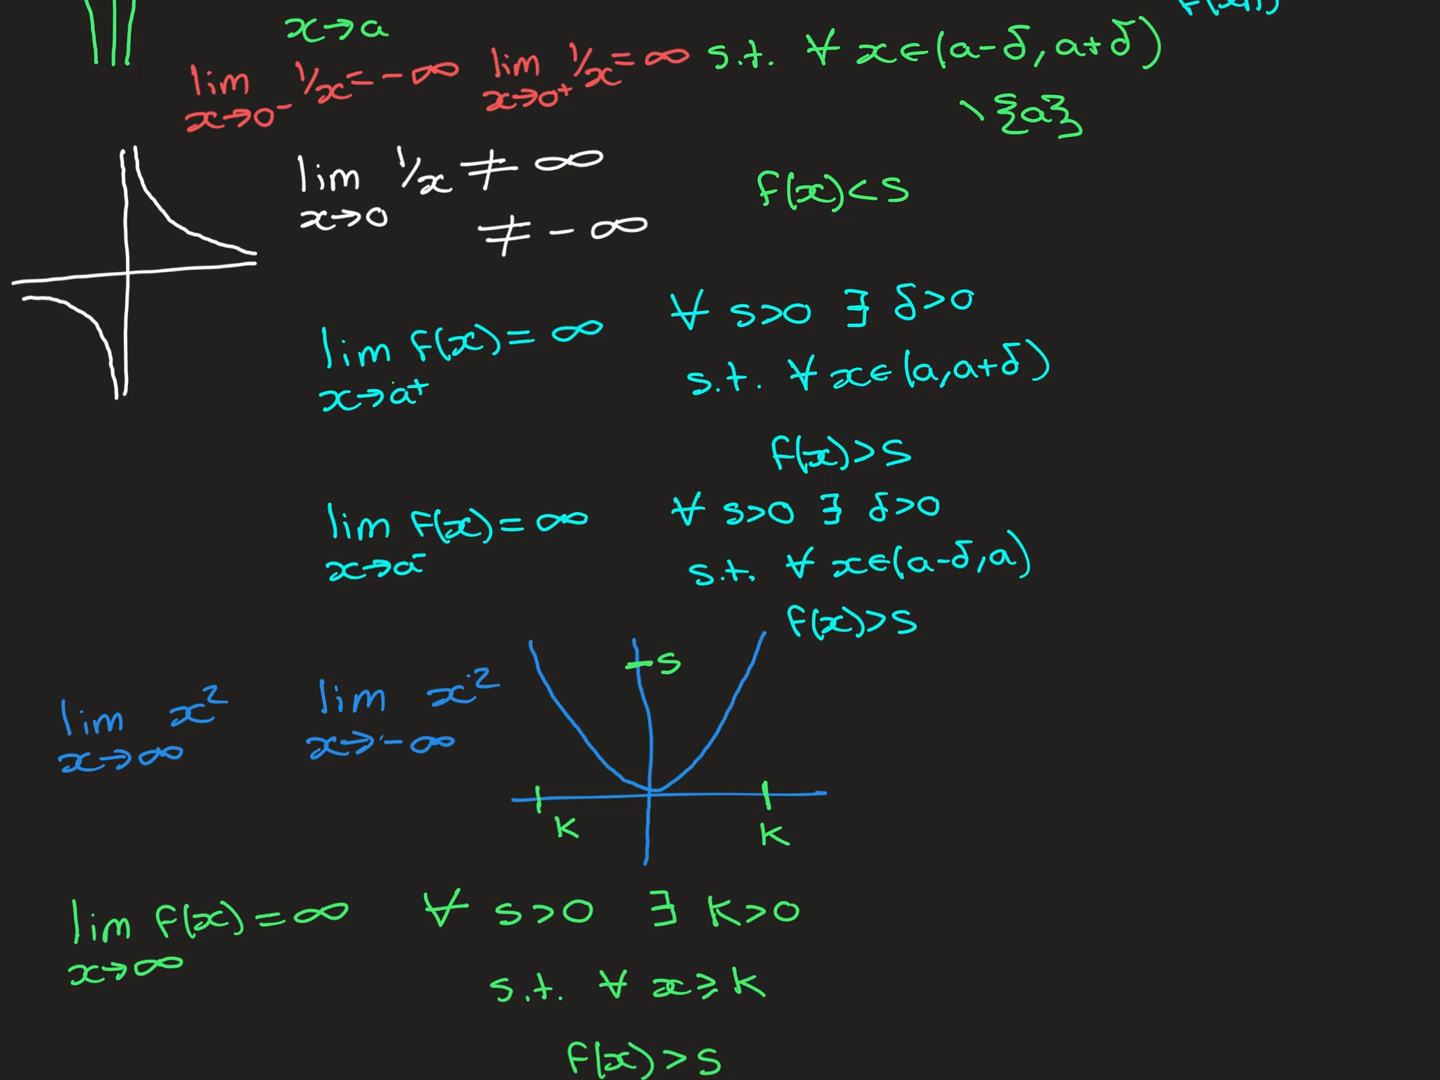 f(x)
x→a
lim 1/x = -∞ lim 1/x = ∞ s.t. ∀ x∈(a-δ, a+δ)
x→0⁻ x→0⁺
\{a}
lim 1/x ≠ ∞
x→0
≠ -∞
f(x)<s
lim f(x) = ∞ ∀ s>0 ∃ δ>0
x→a⁺ s.t. ∀ x∈(a, a+δ)
f(x)>s
lim f(x) = ∞ ∀ s>0 ∃ δ>0
x→a⁻ s.t. ∀ x∈(a-δ, a)
f(x)>s
s
lim x² lim x²
x→∞ x→-∞
k k
lim f(x) = ∞ ∀ s>0 ∃ k>0
x→∞ s.t. ∀ x≥k
f(x)>s